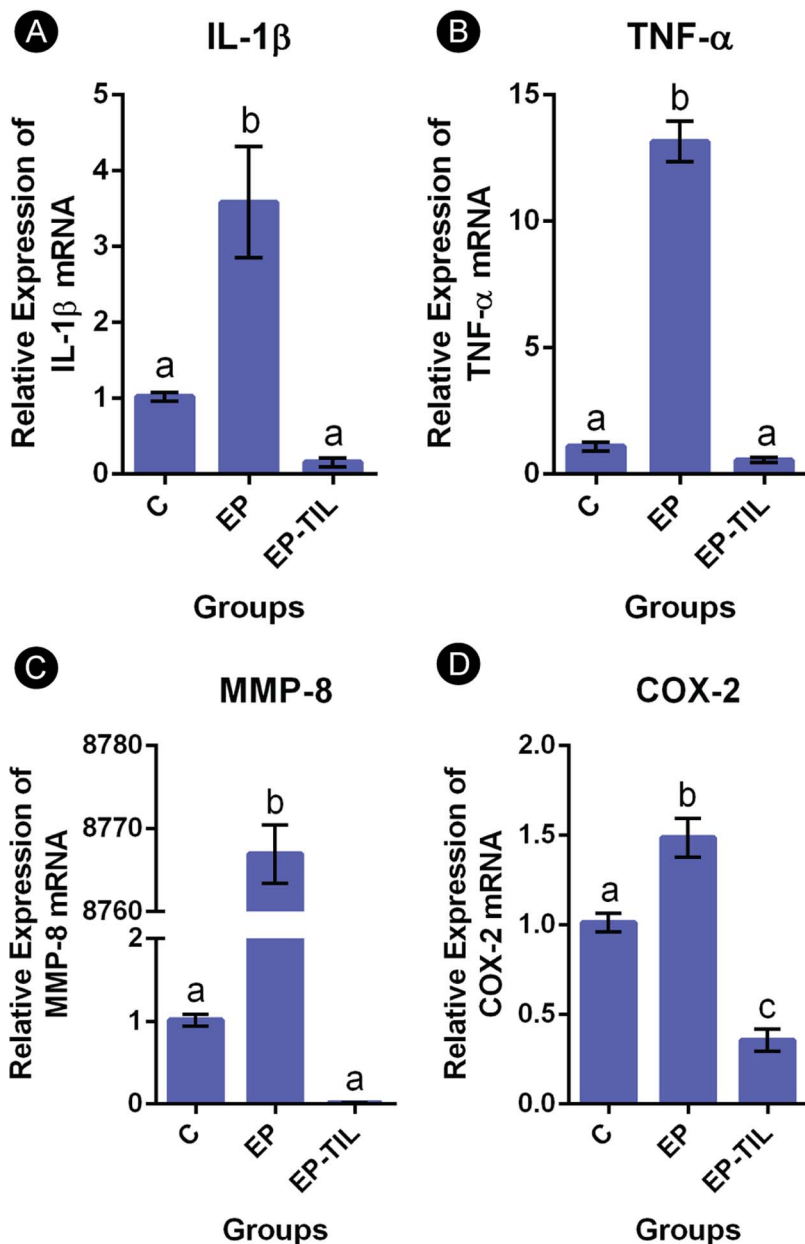 A
IL-1β
Relative Expression of
IL-1β mRNA
5
4
3
2
1
0
a
b
a
C
EP
EP-TIL
Groups
B
TNF-α
Relative Expression of
TNF-α mRNA
15
10
5
0
a
b
a
C
EP
EP-TIL
Groups
C
MMP-8
Relative Expression of
MMP-8 mRNA
8780
8770
8760
2
1
0
a
b
a
C
EP
EP-TIL
Groups
D
COX-2
Relative Expression of
COX-2 mRNA
2.0
1.5
1.0
0.5
0.0
a
b
c
C
EP
EP-TIL
Groups